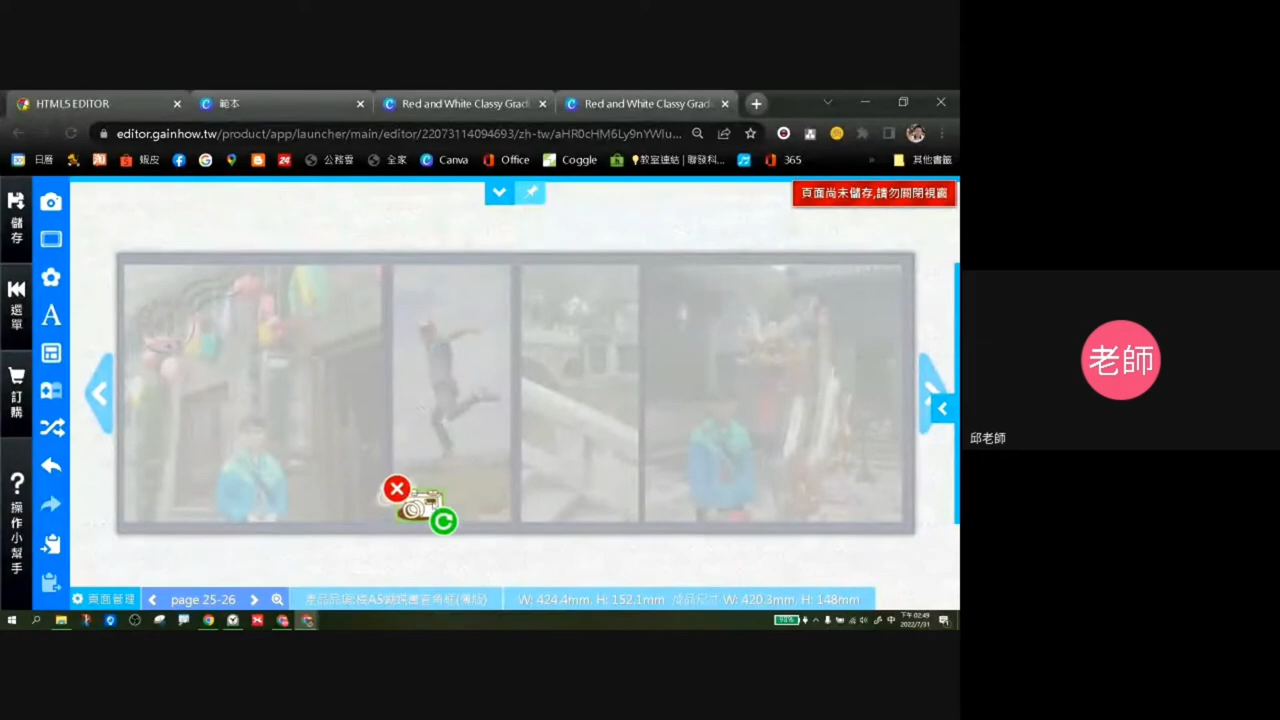 HTML5 EDITOR
範本
Red and White Classy Grad
Red and White Classy Grad
editor.gainhow.tw/product/app/launcher/main/editor/22073114094693/zh-tw/aHR0cHM6Ly9nYWlu...
日曆
蝦皮
公務雲
全家
Canva
Office
Coggle
教室連結 | 聯發科...
365
其他書籤
儲存
選單
訂購
操作小幫手
頁面尚未儲存,請勿關閉視窗
頁面管理
page 25-26
W: 424.4mm, H: 152.1mm 成品尺寸 W: 420.3mm, H: 148mm
下午 02:49
2022/7/31
中
老師
邱老師